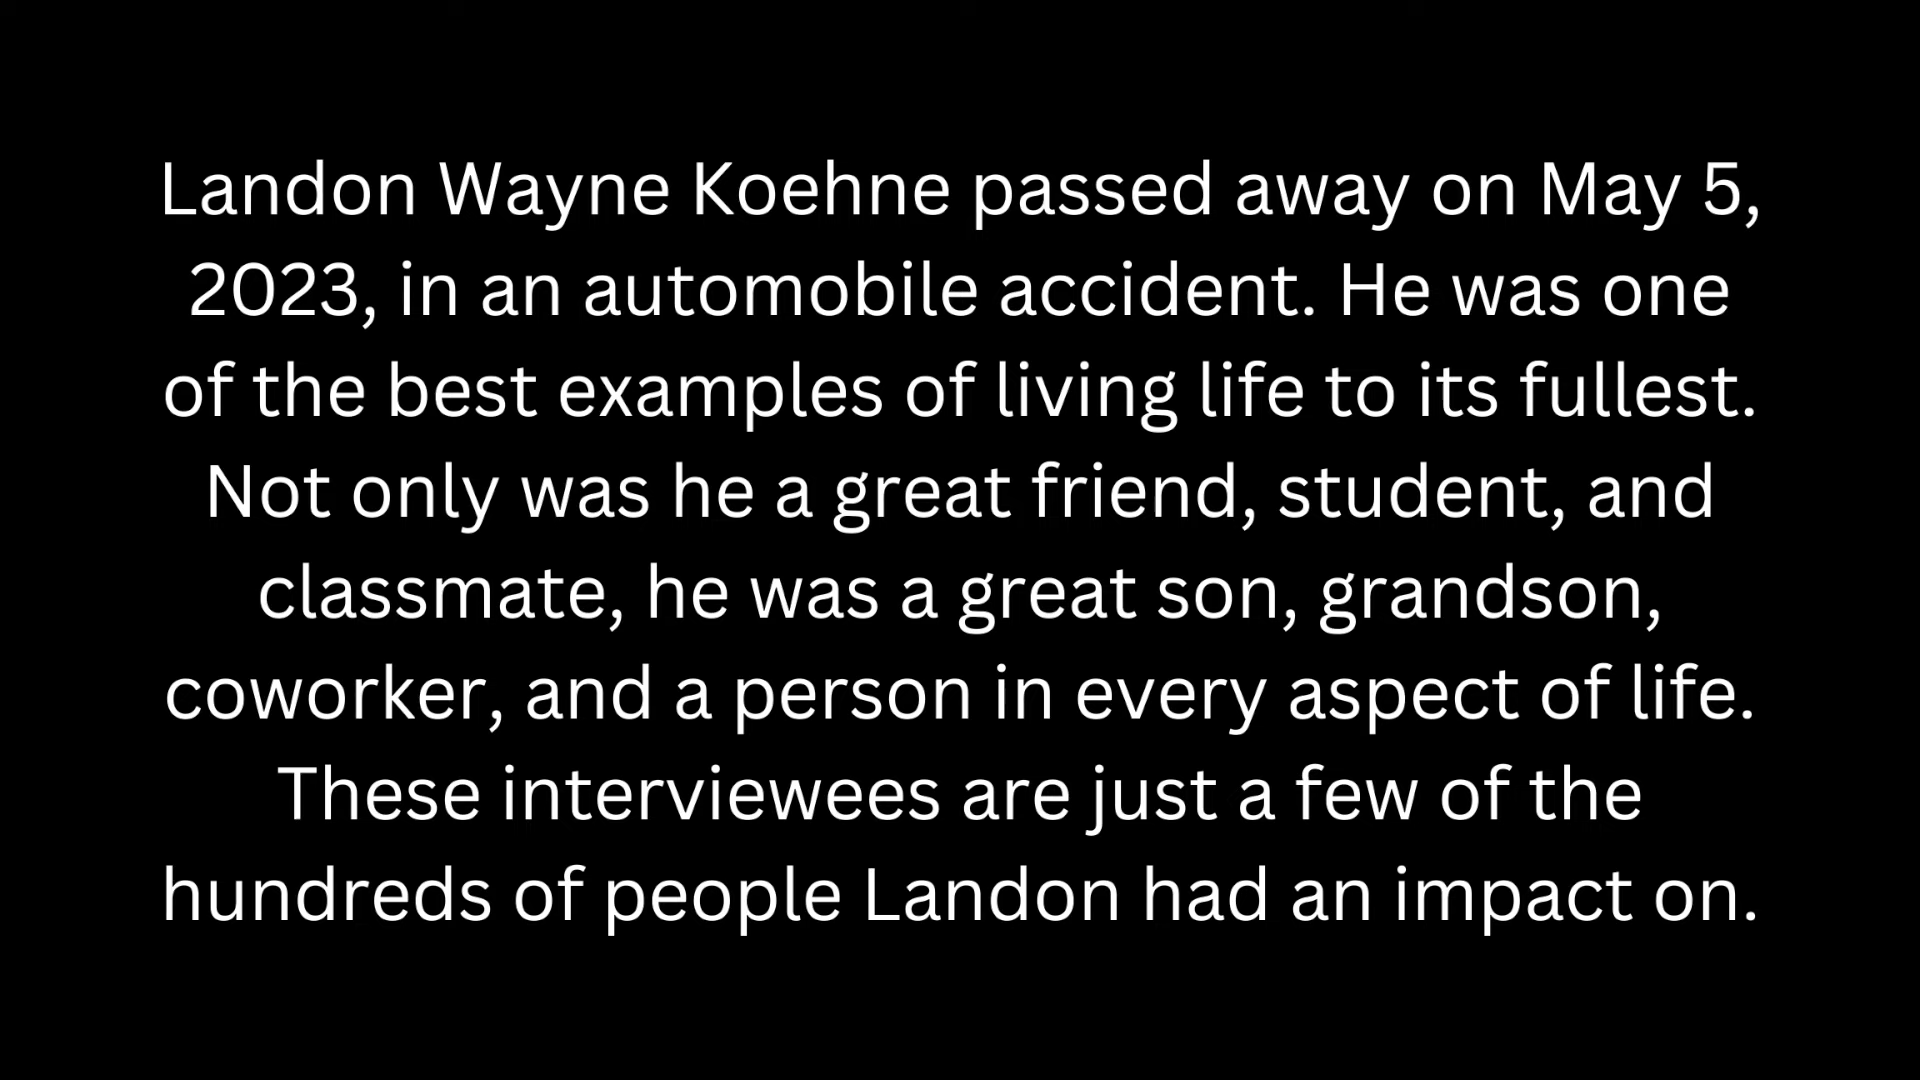 Landon Wayne Koehne passed away on May 5,
2023, in an automobile accident. He was one
of the best examples of living life to its fullest.
Not only was he a great friend, student, and
classmate, he was a great son, grandson,
coworker, and a person in every aspect of life.
These interviewees are just a few of the
hundreds of people Landon had an impact on.